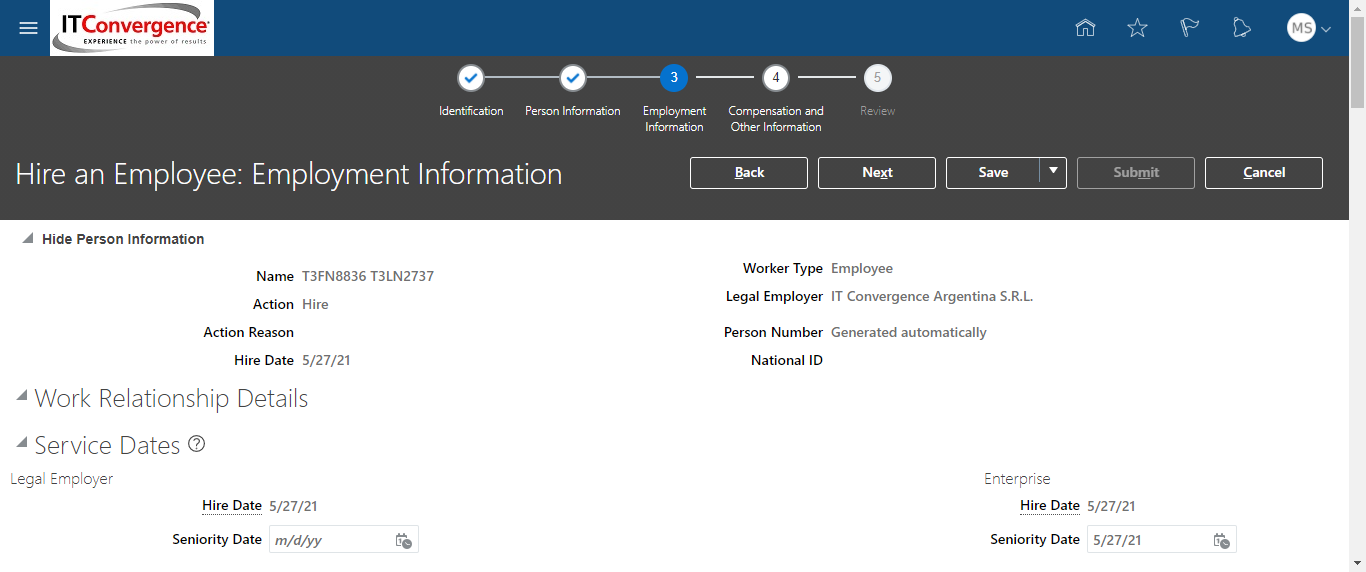 ITConvergence
EXPERIENCE the power of results
MS
3
4
5
Identification
Person Information
Employment
Information
Compensation and
Other Information
Review
Hire an Employee: Employment Information
Back
Next
Save
Submit
Cancel
Hide Person Information
Name T3FN8836 T3LN2737
Action Hire
Action Reason
Hire Date 5/27/21
Worker Type Employee
Legal Employer IT Convergence Argentina S.R.L.
Person Number Generated automatically
National ID
Work Relationship Details
Service Dates ?
Legal Employer
Hire Date 5/27/21
Seniority Date m/d/yy
Enterprise
Hire Date 5/27/21
Seniority Date 5/27/21